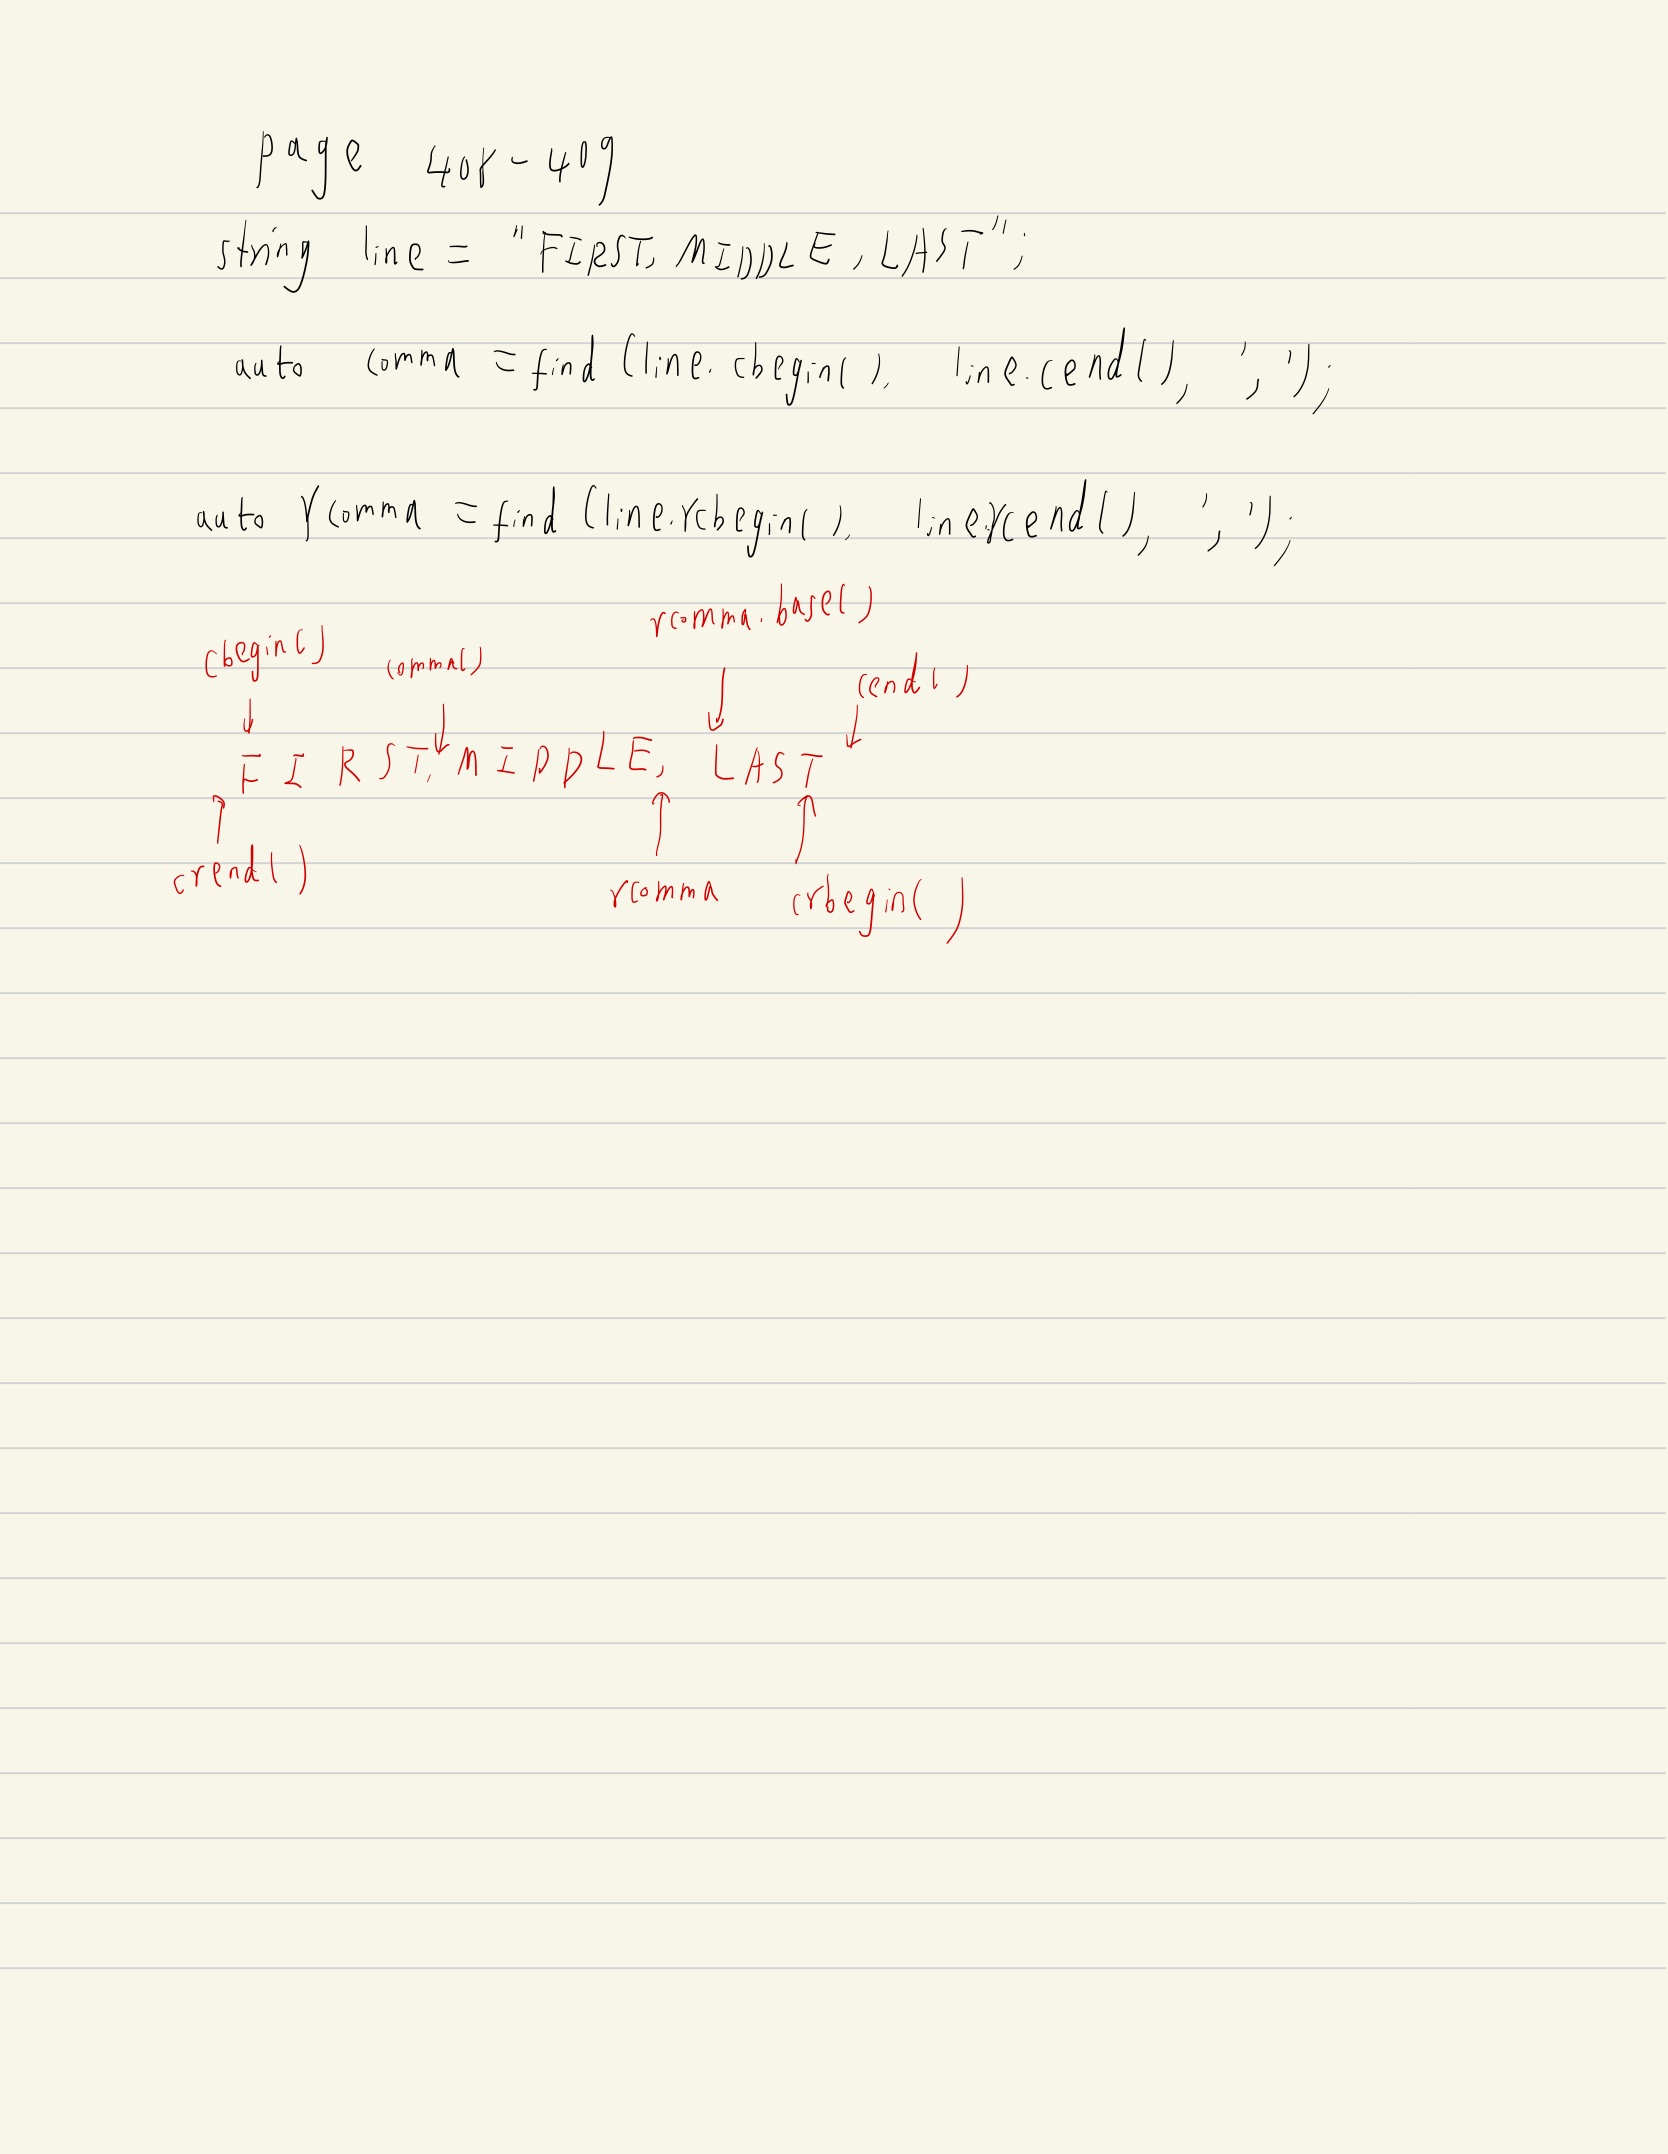 page 408-409
string line = "FIRST, MIDDLE, LAST";
auto comma = find (line.cbegin(), line.cend(), ',');
auto rcomma = find (line.rcbegin(), line.rcend(), ',');
rcomma.base()
cbegin() comma() cend()
FIRST, MIDDLE, LAST
crend() rcomma crbegin()